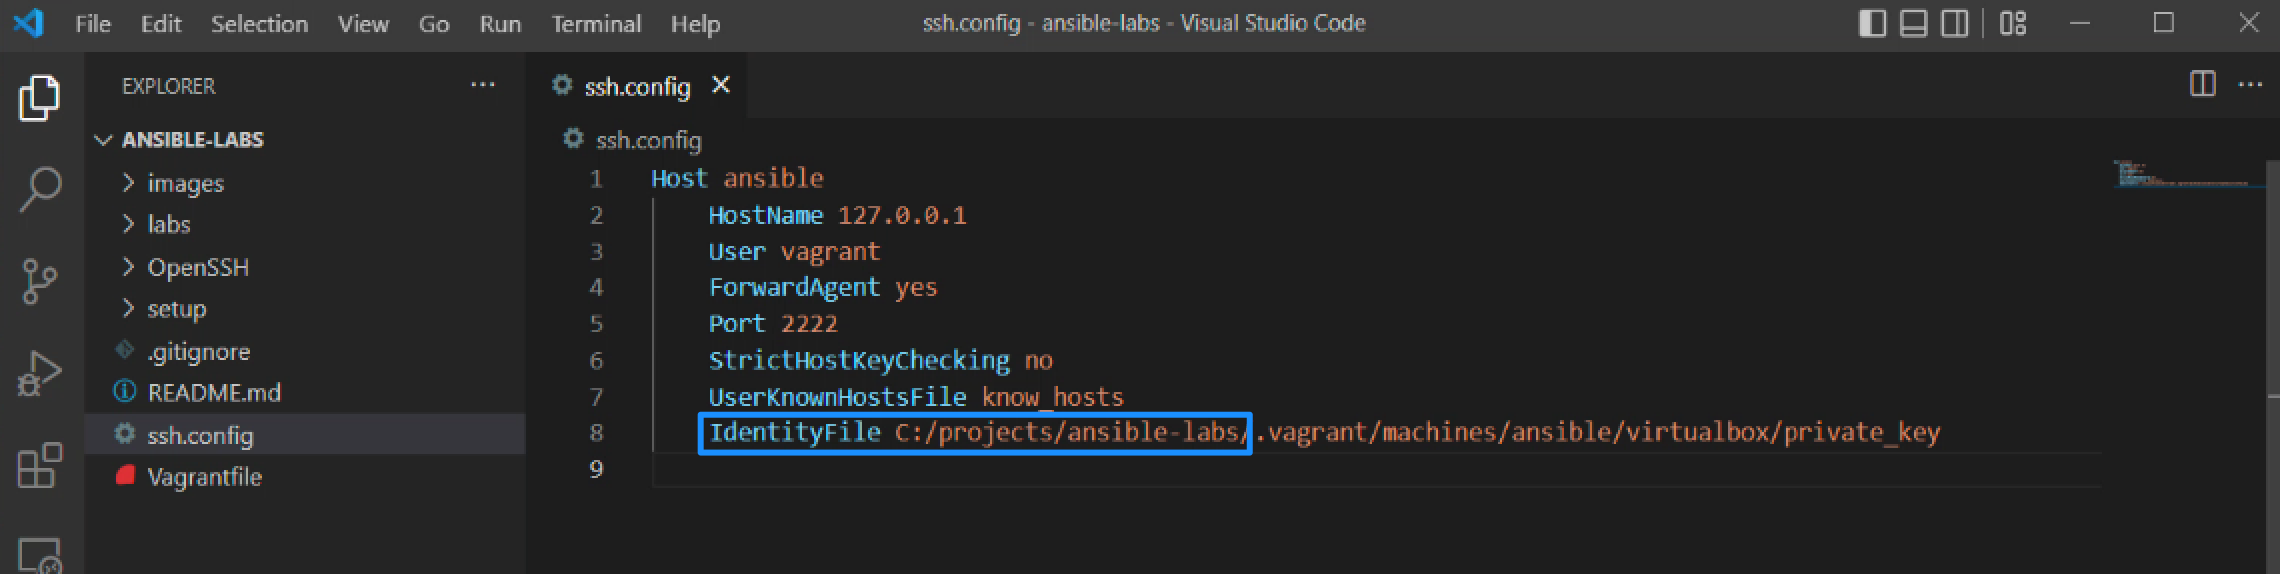 File Edit Selection View Go Run Terminal Help ssh.config - ansible-labs - Visual Studio Code
EXPLORER
ANSIBLE-LABS
images
labs
OpenSSH
setup
.gitignore
README.md
ssh.config
Vagrantfile
ssh.config
ssh.config
1 Host ansible
2 HostName 127.0.0.1
3 User vagrant
4 ForwardAgent yes
5 Port 2222
6 StrictHostKeyChecking no
7 UserKnownHostsFile know_hosts
8 IdentityFile C:/projects/ansible-labs/.vagrant/machines/ansible/virtualbox/private_key
9